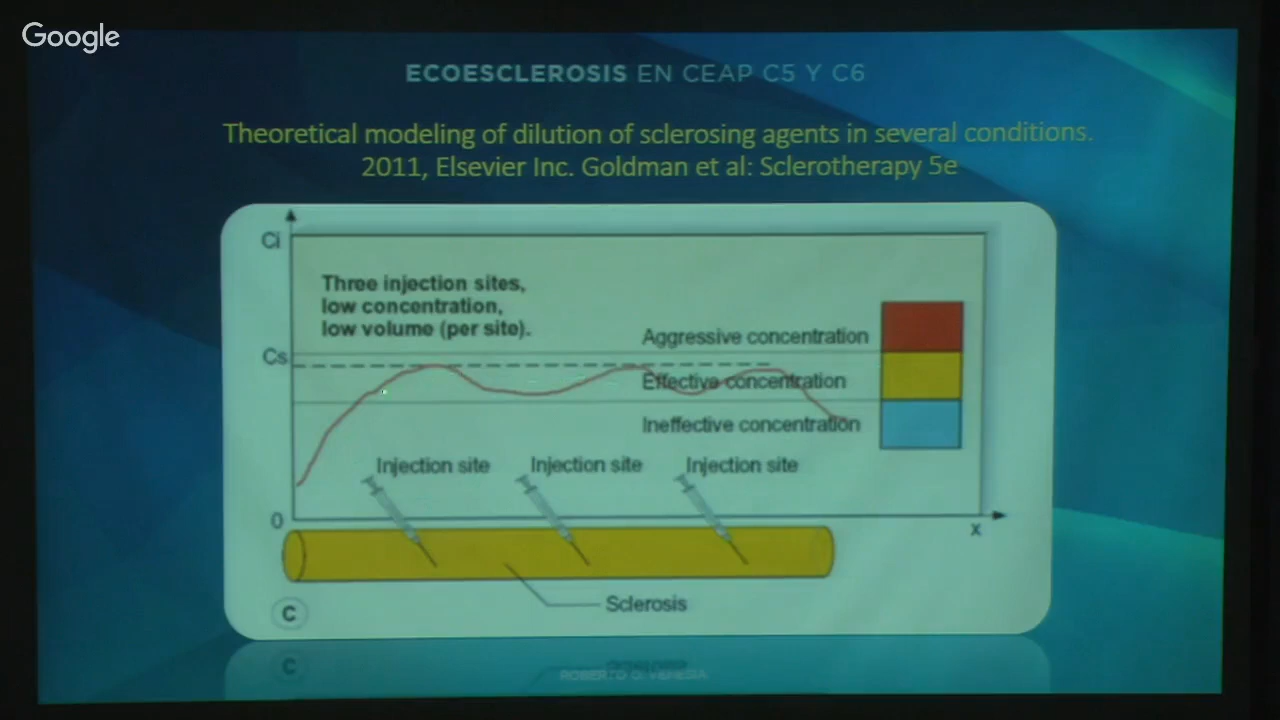 Google
ECOESCLEROSIS EN CEAP C5 Y C6
Theoretical modeling of dilution of sclerosing agents in several conditions.
2011, Elsevier Inc. Goldman et al: Sclerotherapy 5e
Ci
Three injection sites,
low concentration,
low volume (per site).
Aggressive concentration
Cs
Effective concentration
Ineffective concentration
Injection site
Injection site
Injection site
0
x
Sclerosis
C
C